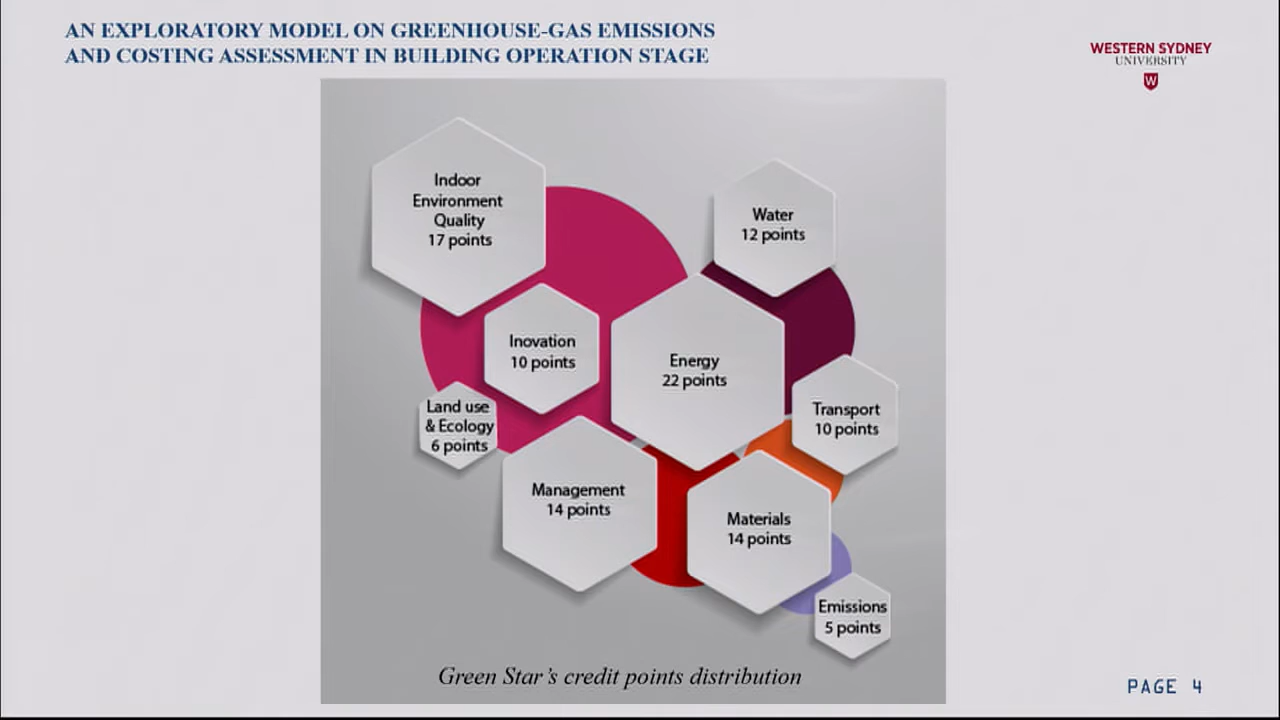 AN EXPLORATORY MODEL ON GREENHOUSE-GAS EMISSIONS
AND COSTING ASSESSMENT IN BUILDING OPERATION STAGE
WESTERN SYDNEY
UNIVERSITY
W
Indoor
Environment
Quality
17 points
Water
12 points
Inovation
10 points
Energy
22 points
Land use
& Ecology
6 points
Transport
10 points
Management
14 points
Materials
14 points
Emissions
5 points
Green Star's credit points distribution
PAGE 4